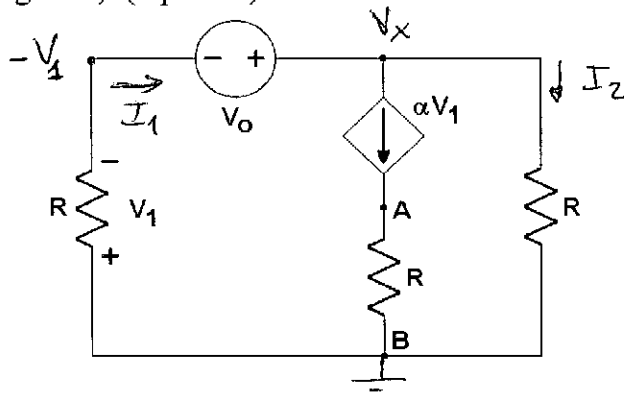 -V₁
I₁
- +
V₀
Vₓ
αV₁
I₂
-
R
V₁
+
A
R
B
R